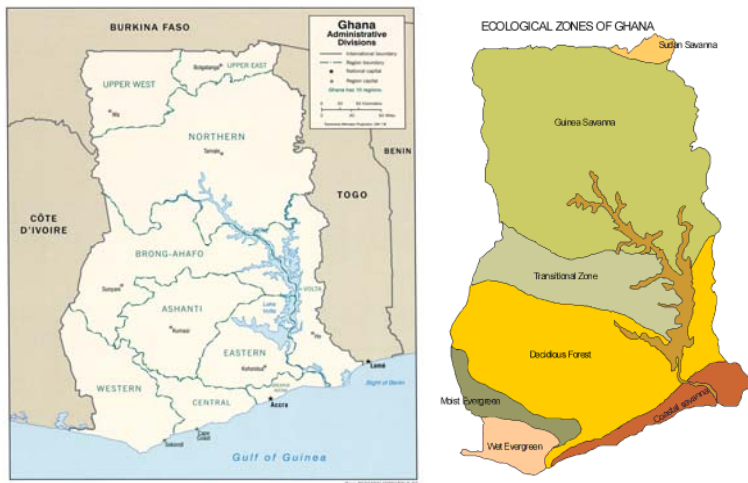 BURKINA FASO
Ghana
Administrative
Divisions
International boundary
Region boundary
National capital
Region capital
Ghana has 10 regions.
UPPER WEST
UPPER EAST
Bolgatanga
Wa
NORTHERN
Tamale
BENIN
TOGO
CÔTE
D'IVOIRE
BRONG-AHAFO
Sunyani
VOLTA
ASHANTI
Kumasi
Lake
Volta
Ho
EASTERN
Koforidua
WESTERN
CENTRAL
Accra
Lomé
Bight of Benin
Cape
Coast
Sekondi
Gulf of Guinea
ECOLOGICAL ZONES OF GHANA
Sudan Savanna
Guinea Savanna
Transitional Zone
Decidious Forest
Moist Evergreen
Wet Evergreen
Coastal savanna